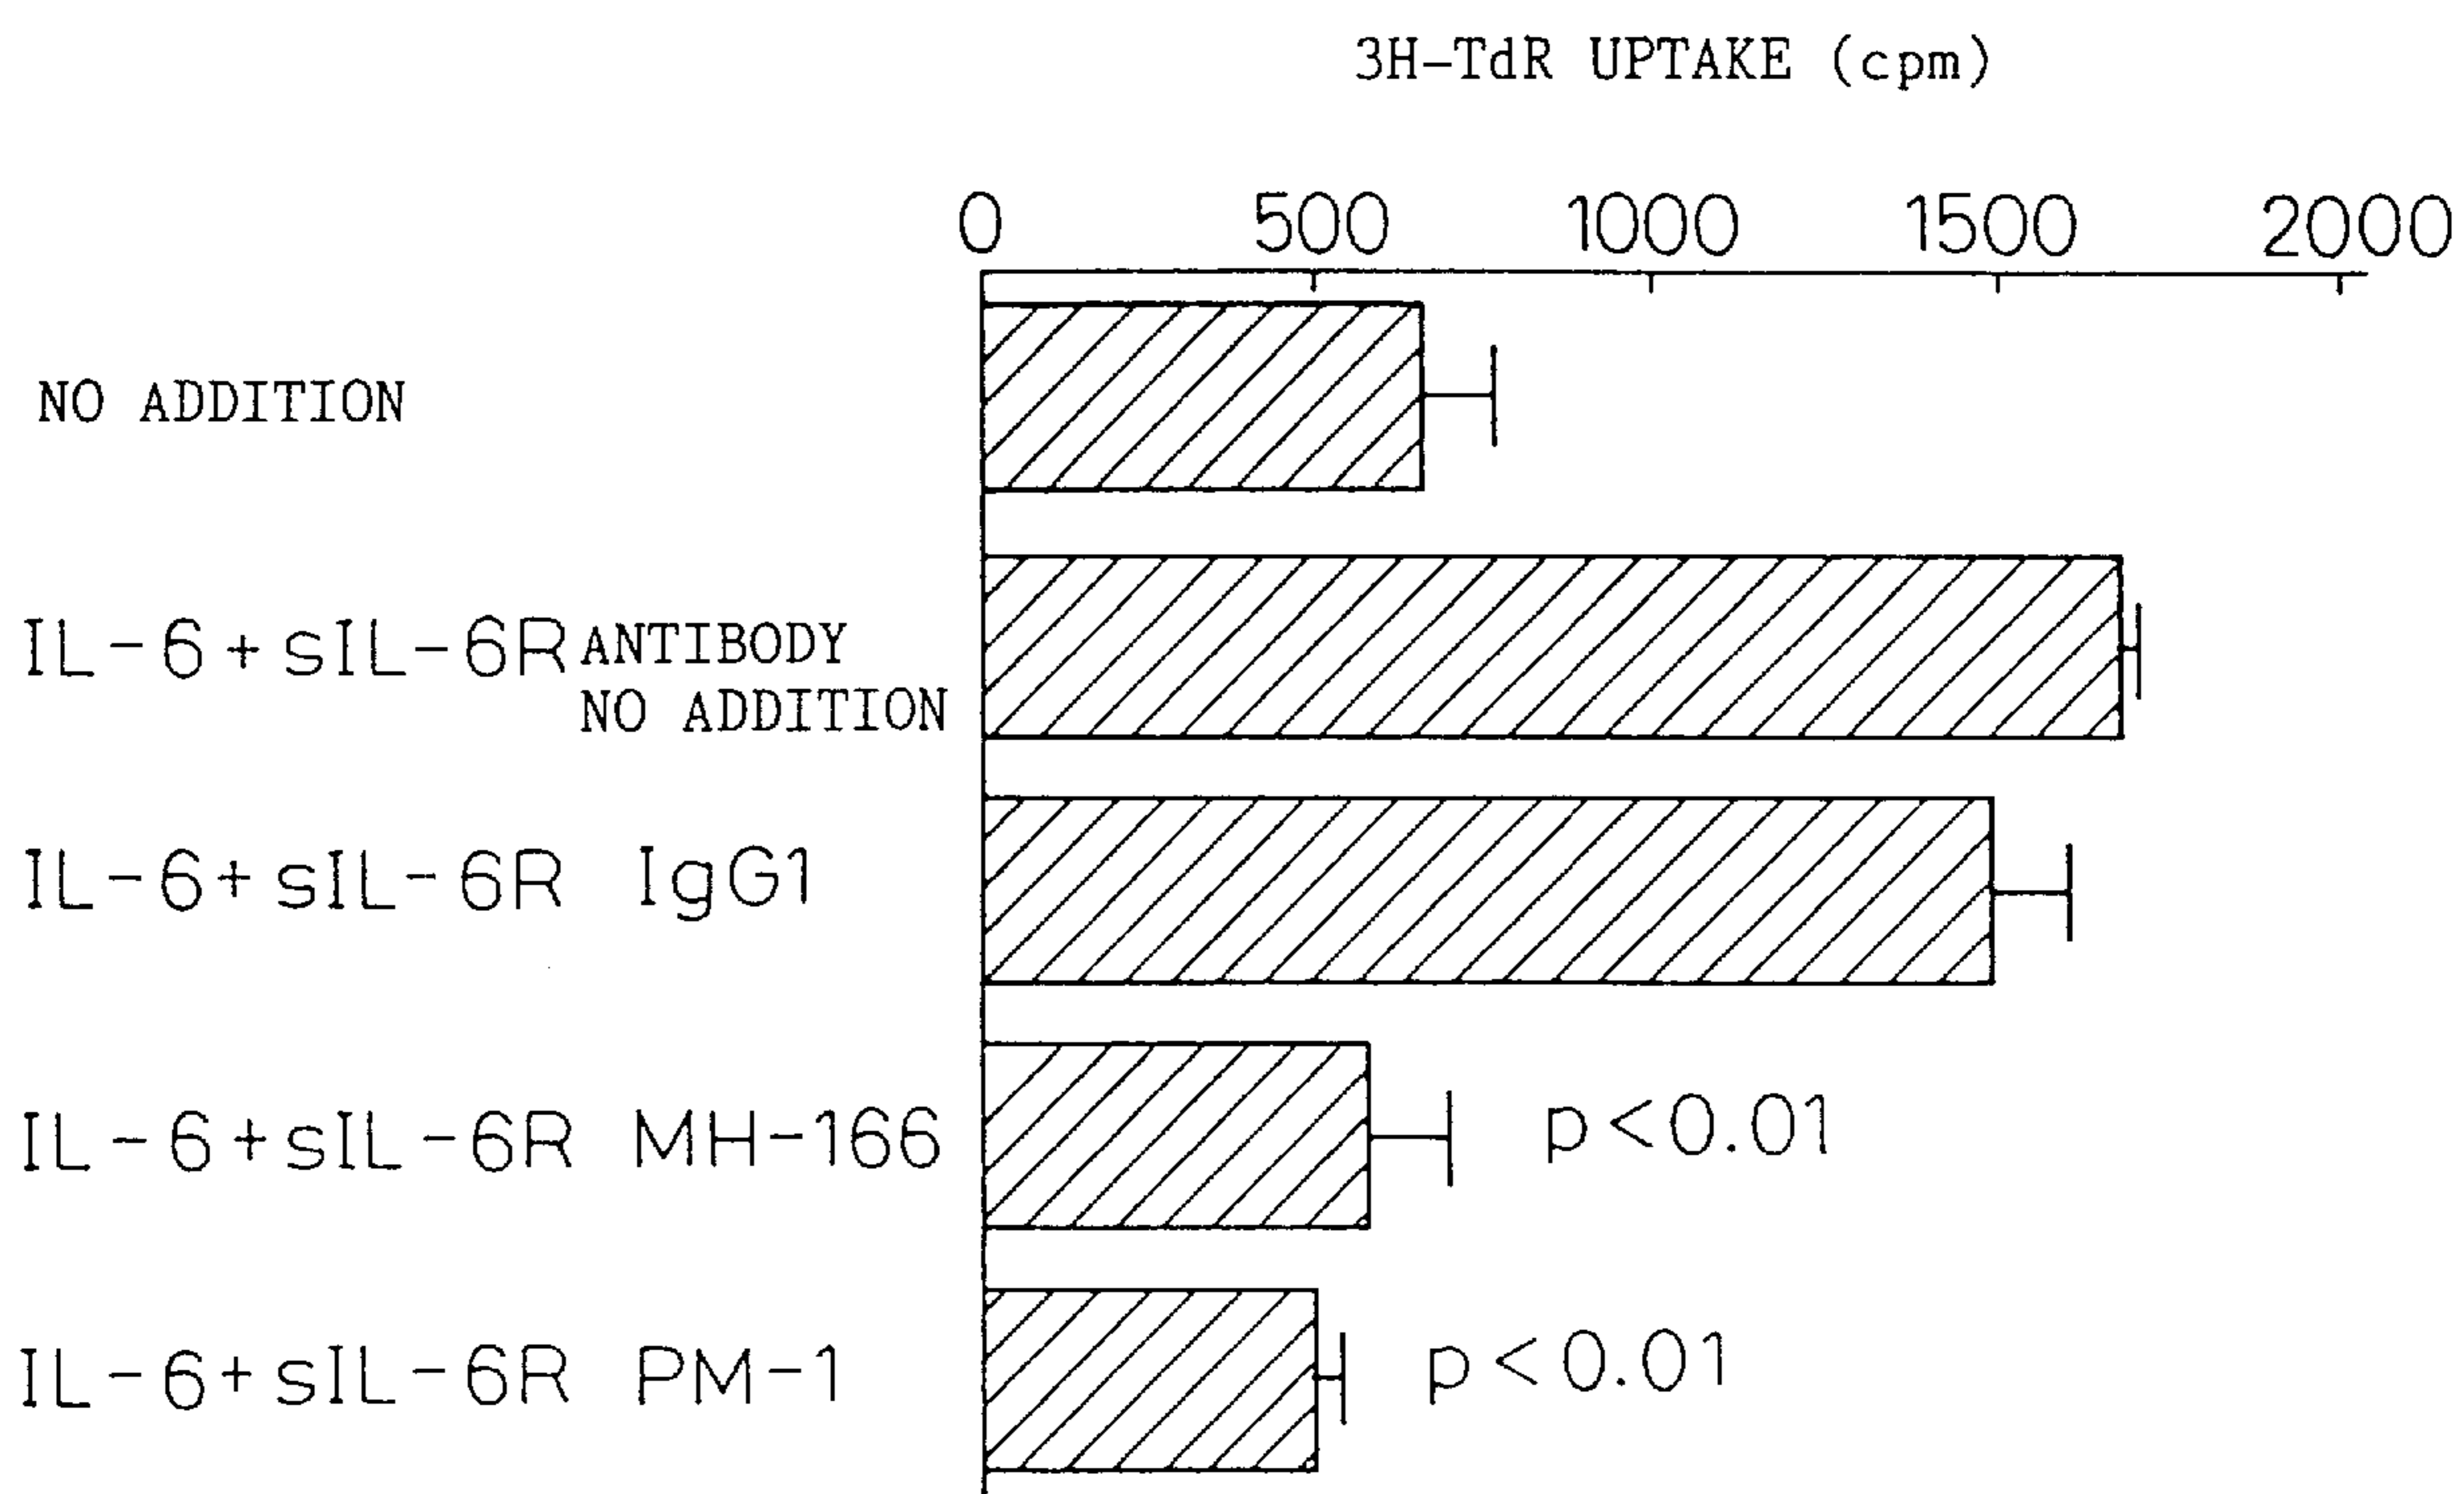 3H-TdR UPTAKE (cpm)
0 500 1000 1500 2000
NO ADDITION
IL-6+sIL-6R ANTIBODY
NO ADDITION
IL-6+sIL-6R IgG1
IL-6+sIL-6R MH-166 p<0.01
IL-6+sIL-6R PM-1 p<0.01